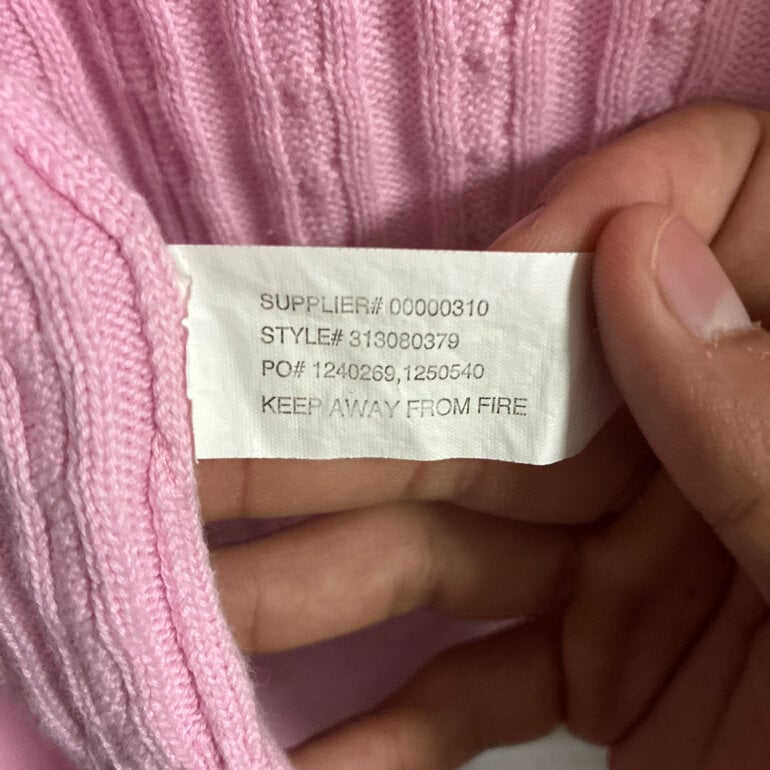 SUPPLIER# 00000310
STYLE# 313080379
PO# 1240269,1250540
KEEP AWAY FROM FIRE